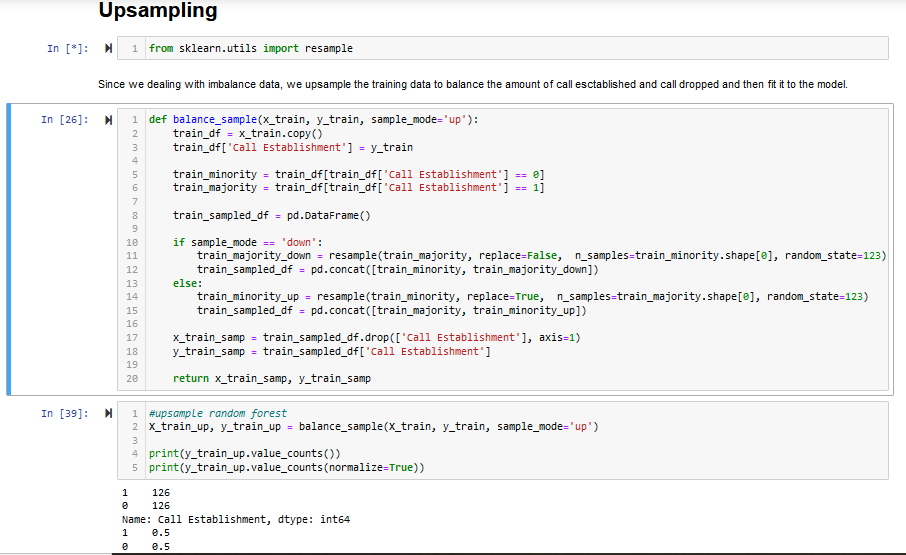 Upsampling
In [*]:
1 from sklearn.utils import resample
Since we dealing with imbalance data, we upsample the training data to balance the amount of call esctablished and call dropped and then fit it to the model.
In [26]:
1 def balance_sample(x_train, y_train, sample_mode='up'):
2     train_df = x_train.copy()
3     train_df['Call Establishment'] = y_train
4
5     train_minority = train_df[train_df['Call Establishment'] == 0]
6     train_majority = train_df[train_df['Call Establishment'] == 1]
7
8     train_sampled_df = pd.DataFrame()
9
10     if sample_mode == 'down':
11         train_majority_down = resample(train_majority, replace=False,  n_samples=train_minority.shape[0], random_state=123)
12         train_sampled_df = pd.concat([train_minority, train_majority_down])
13     else:
14         train_minority_up = resample(train_minority, replace=True,  n_samples=train_majority.shape[0], random_state=123)
15         train_sampled_df = pd.concat([train_majority, train_minority_up])
16
17     x_train_samp = train_sampled_df.drop(['Call Establishment'], axis=1)
18     y_train_samp = train_sampled_df['Call Establishment']
19
20     return x_train_samp, y_train_samp
In [39]:
1 #upsample random forest
2 X_train_up, y_train_up = balance_sample(X_train, y_train, sample_mode='up')
3
4 print(y_train_up.value_counts())
5 print(y_train_up.value_counts(normalize=True))
1    126
0    126
Name: Call Establishment, dtype: int64
1    0.5
0    0.5